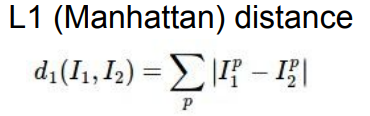 L1 (Manhattan) distance
d₁(I₁, I₂) = ∑ₚ |I₁ᵖ − I₂ᵖ|